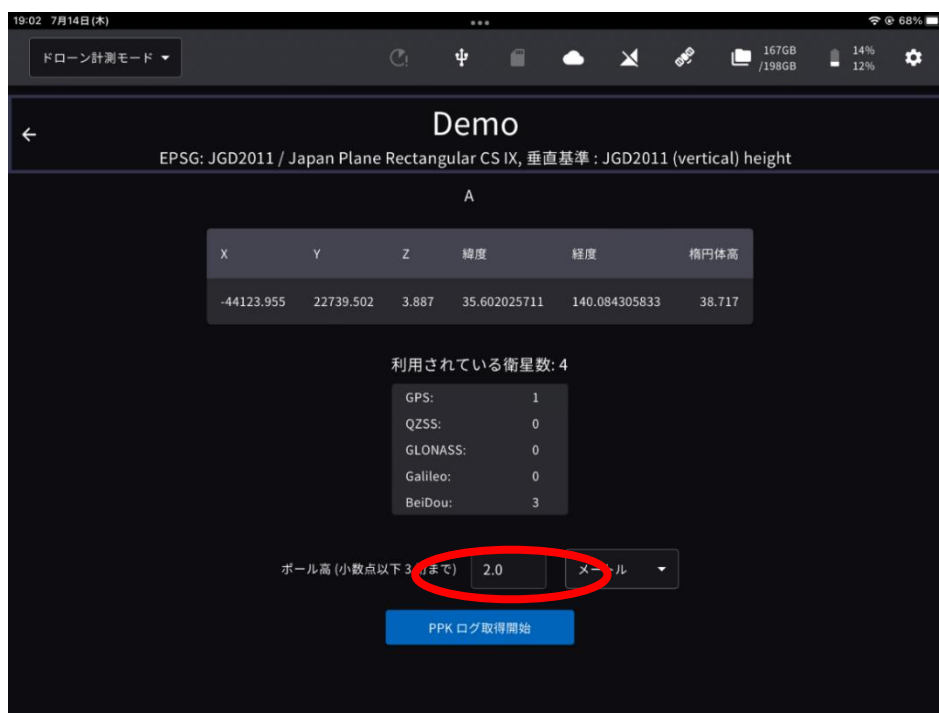 19:02 7月14日(木)
68%
ドローン計測モード
167GB
/198GB
14%
12%
Demo
EPSG: JGD2011 / Japan Plane Rectangular CS IX, 垂直基準 : JGD2011 (vertical) height
A
X Y Z 緯度 経度 楕円体高
-44123.955 22739.502 3.887 35.602025711 140.084305833 38.717
利用されている衛星数: 4
GPS: 1
QZSS: 0
GLONASS: 0
Galileo: 0
BeiDou: 3
ポール高 (小数点以下 3 桁まで) 2.0 メートル
PPK ログ取得開始